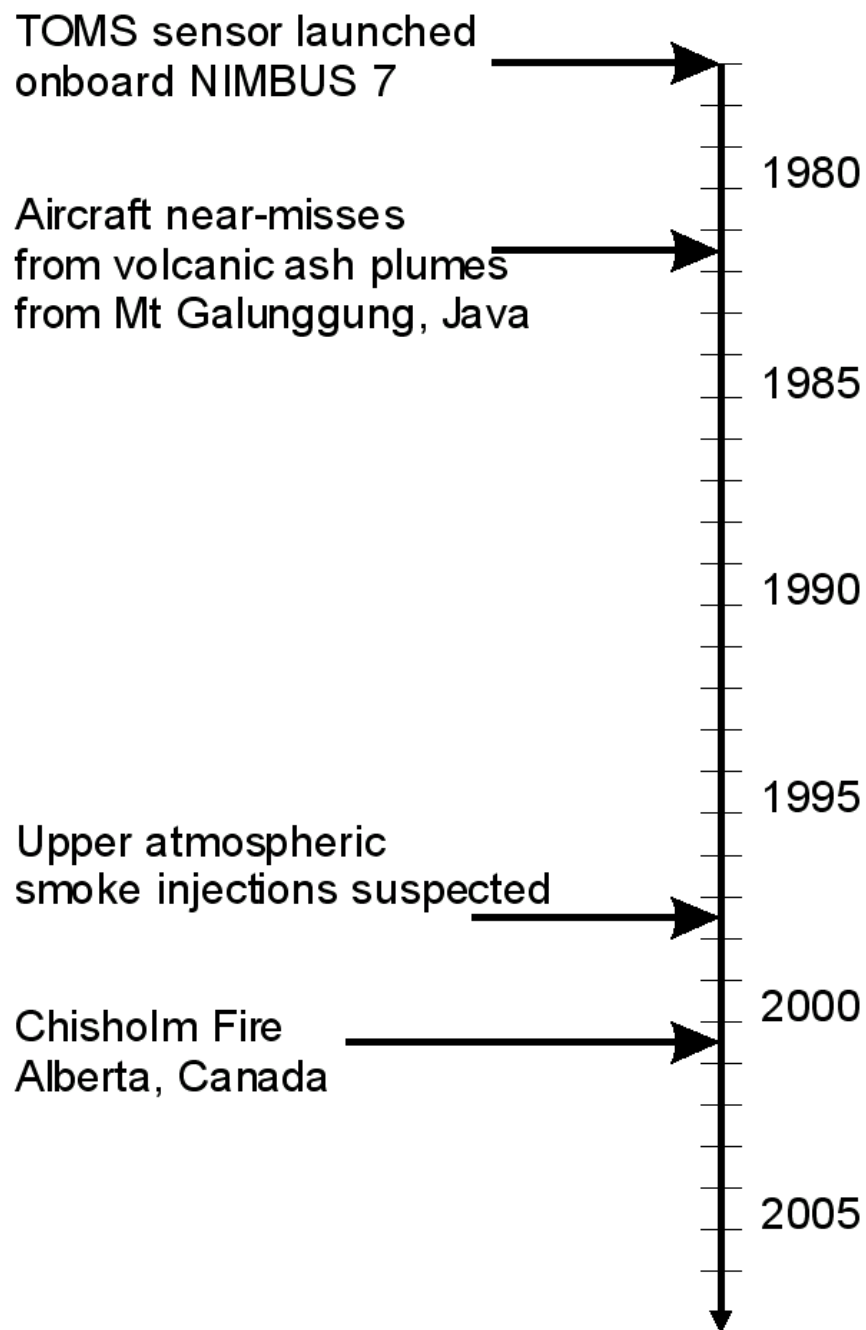 TOMS sensor launched
onboard NIMBUS 7
1980
Aircraft near-misses
from volcanic ash plumes
from Mt Galunggung, Java
1985
1990
1995
Upper atmospheric
smoke injections suspected
2000
Chisholm Fire
Alberta, Canada
2005